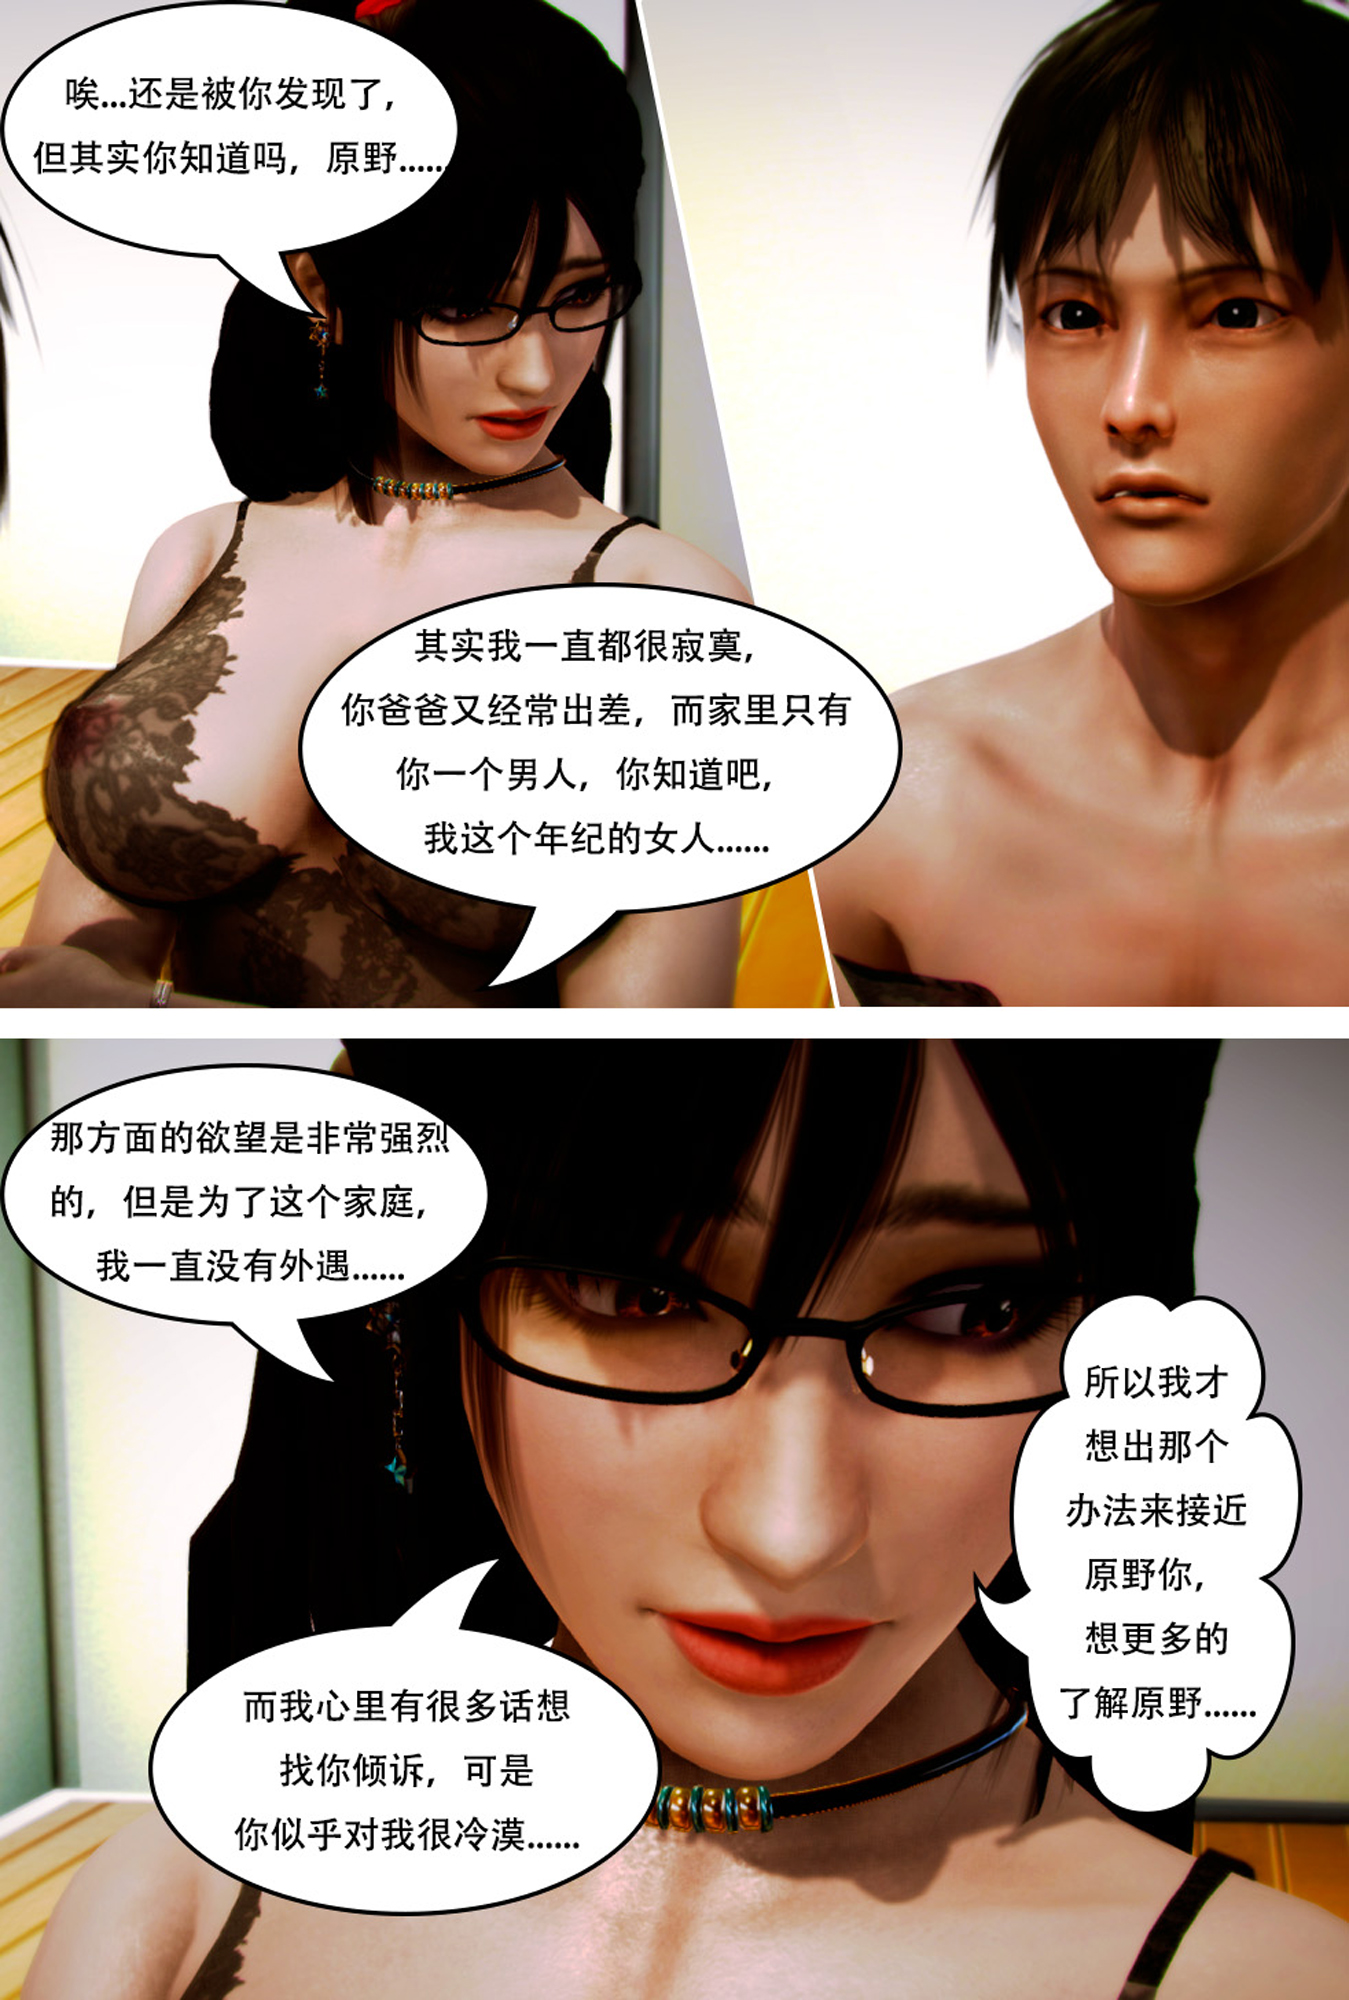 唉...还是被你发现了，
但其实你知道吗，原野......
其实我一直都很寂寞，
你爸爸又经常出差，而家里只有
你一个男人，你知道吧，
我这个年纪的女人......
那方面的欲望是非常强烈
的，但是为了这个家庭，
我一直没有外遇......
所以我才
想出那个
办法来接近
原野你，
想更多的
了解原野......
而我心里有很多话想
找你倾诉，可是
你似乎对我很冷漠......